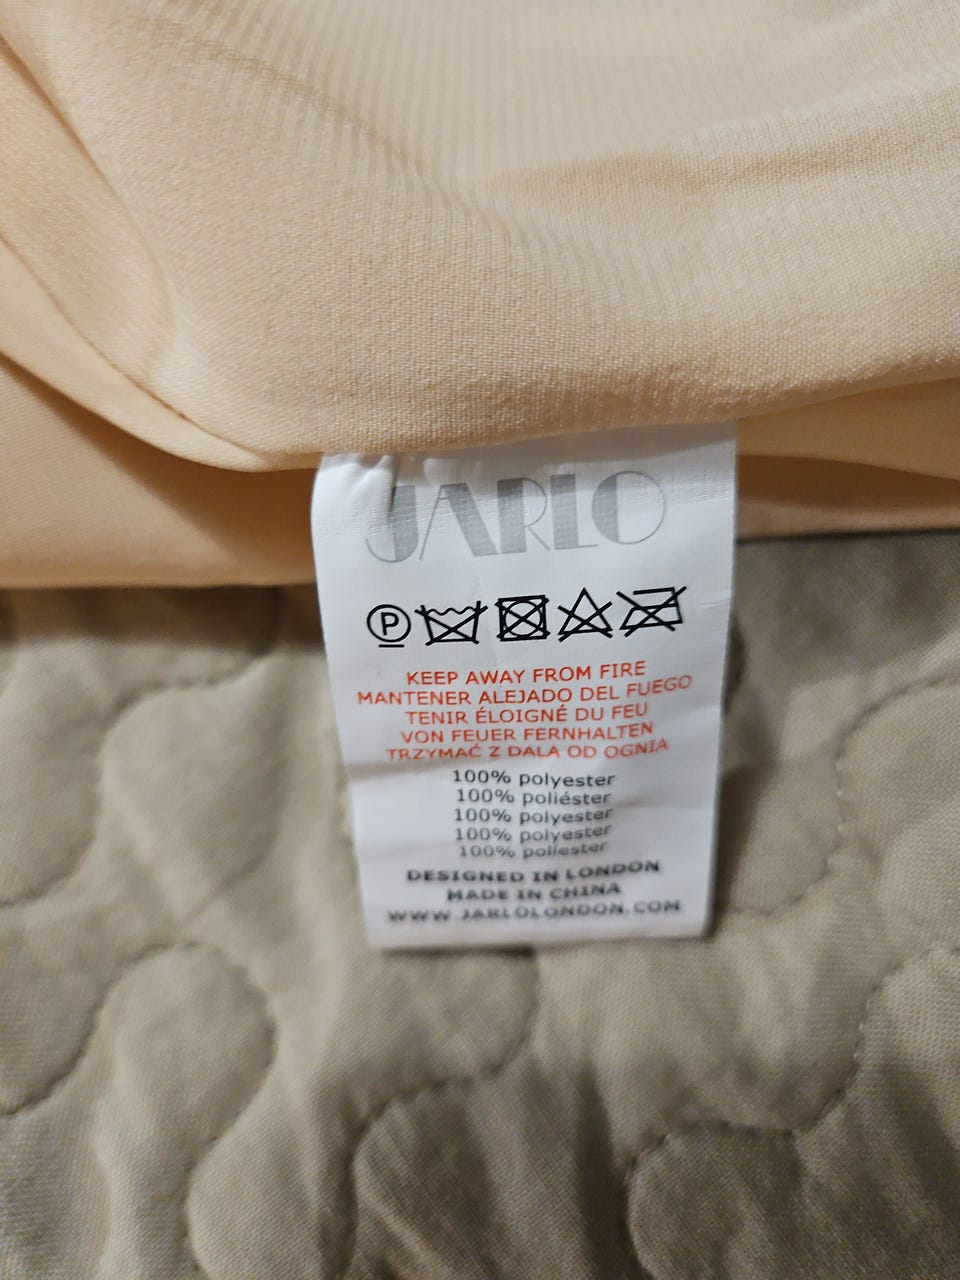 JARLO
P
KEEP AWAY FROM FIRE
MANTENER ALEJADO DEL FUEGO
TENIR ÉLOIGNÉ DU FEU
VON FEUER FERNHALTEN
TRZYMAĆ Z DALA OD OGNIA
100% polyester
100% poliéster
100% polyester
100% polyester
100% poliester
DESIGNED IN LONDON
MADE IN CHINA
WWW.JARLOLONDON.COM